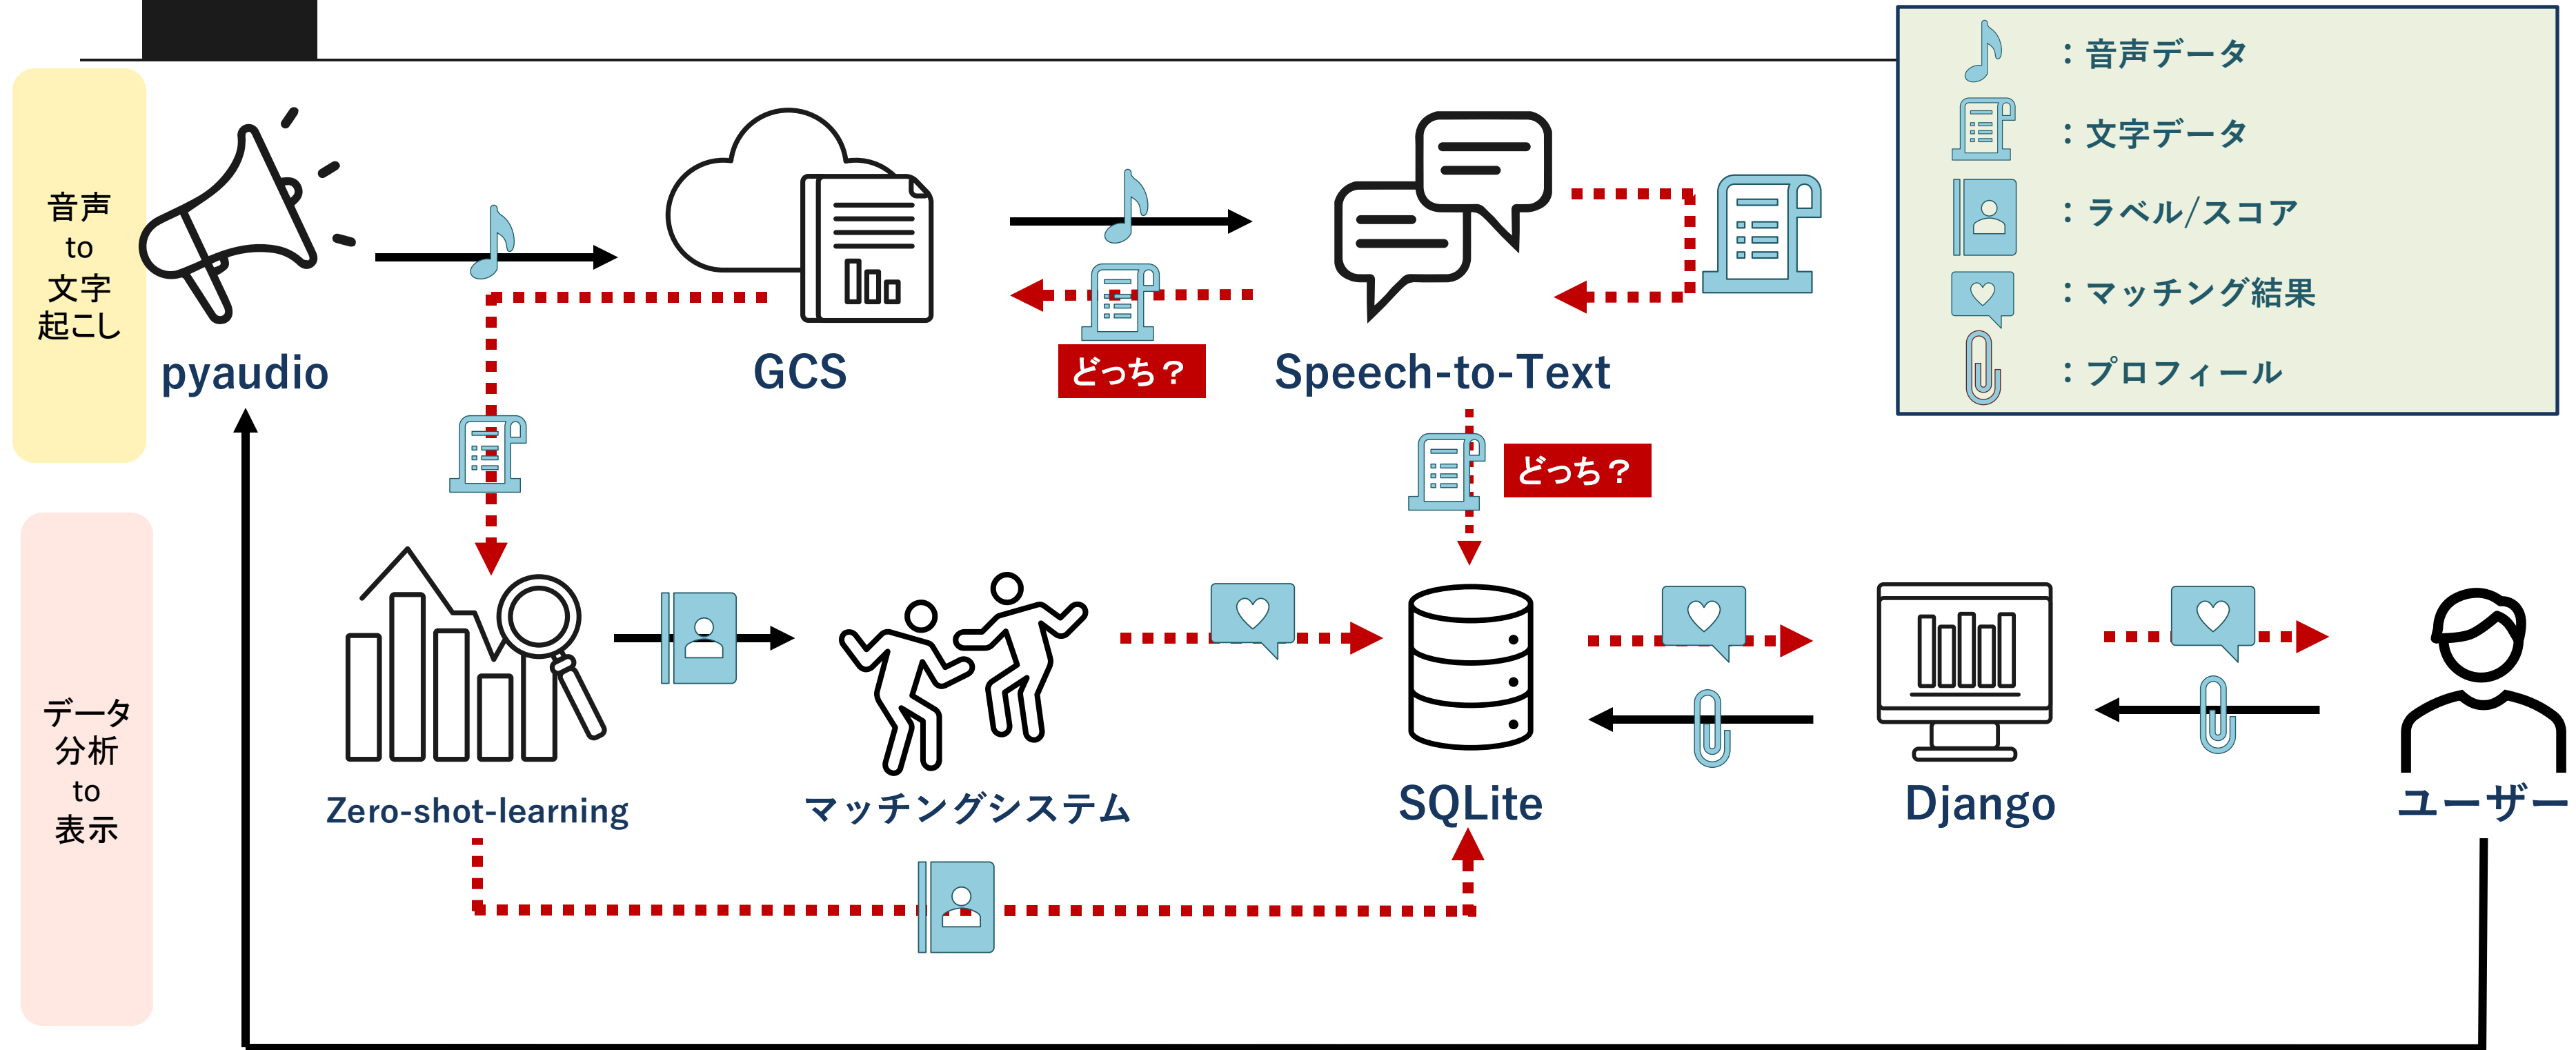 ：音声データ
：文字データ
：ラベル/スコア
：マッチング結果
：プロフィール
音声
to
文字
起こし
pyaudio
GCS
どっち？
Speech-to-Text
どっち？
データ
分析
to
表示
Zero-shot-learning
マッチングシステム
SQLite
Django
ユーザー